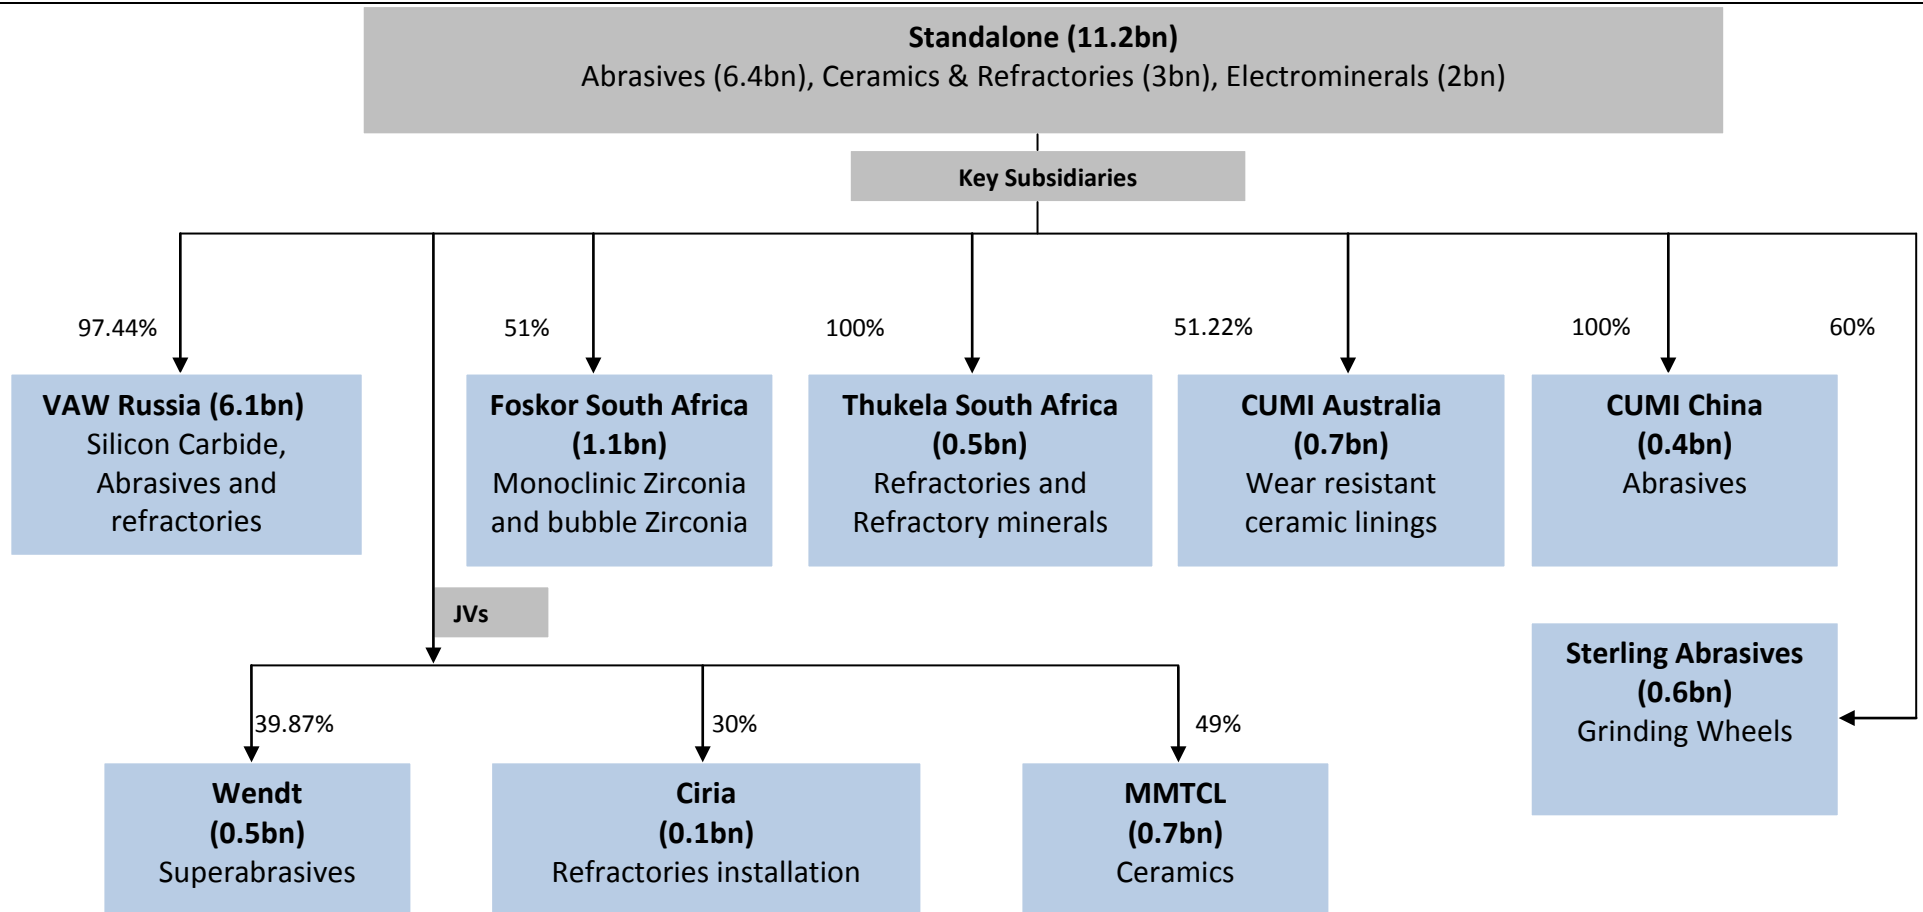 Standalone (11.2bn)
Abrasives (6.4bn), Ceramics & Refractories (3bn), Electrominerals (2bn)
Key Subsidiaries
97.44%
51%
100%
51.22%
100%
60%
VAW Russia (6.1bn)
Silicon Carbide,
Abrasives and
refractories
Foskor South Africa
(1.1bn)
Monoclinic Zirconia
and bubble Zirconia
Thukela South Africa
(0.5bn)
Refractories and
Refractory minerals
CUMI Australia
(0.7bn)
Wear resistant
ceramic linings
CUMI China
(0.4bn)
Abrasives
JVs
Sterling Abrasives
(0.6bn)
Grinding Wheels
39.87%
30%
49%
Wendt
(0.5bn)
Superabrasives
Ciria
(0.1bn)
Refractories installation
MMTCL
(0.7bn)
Ceramics